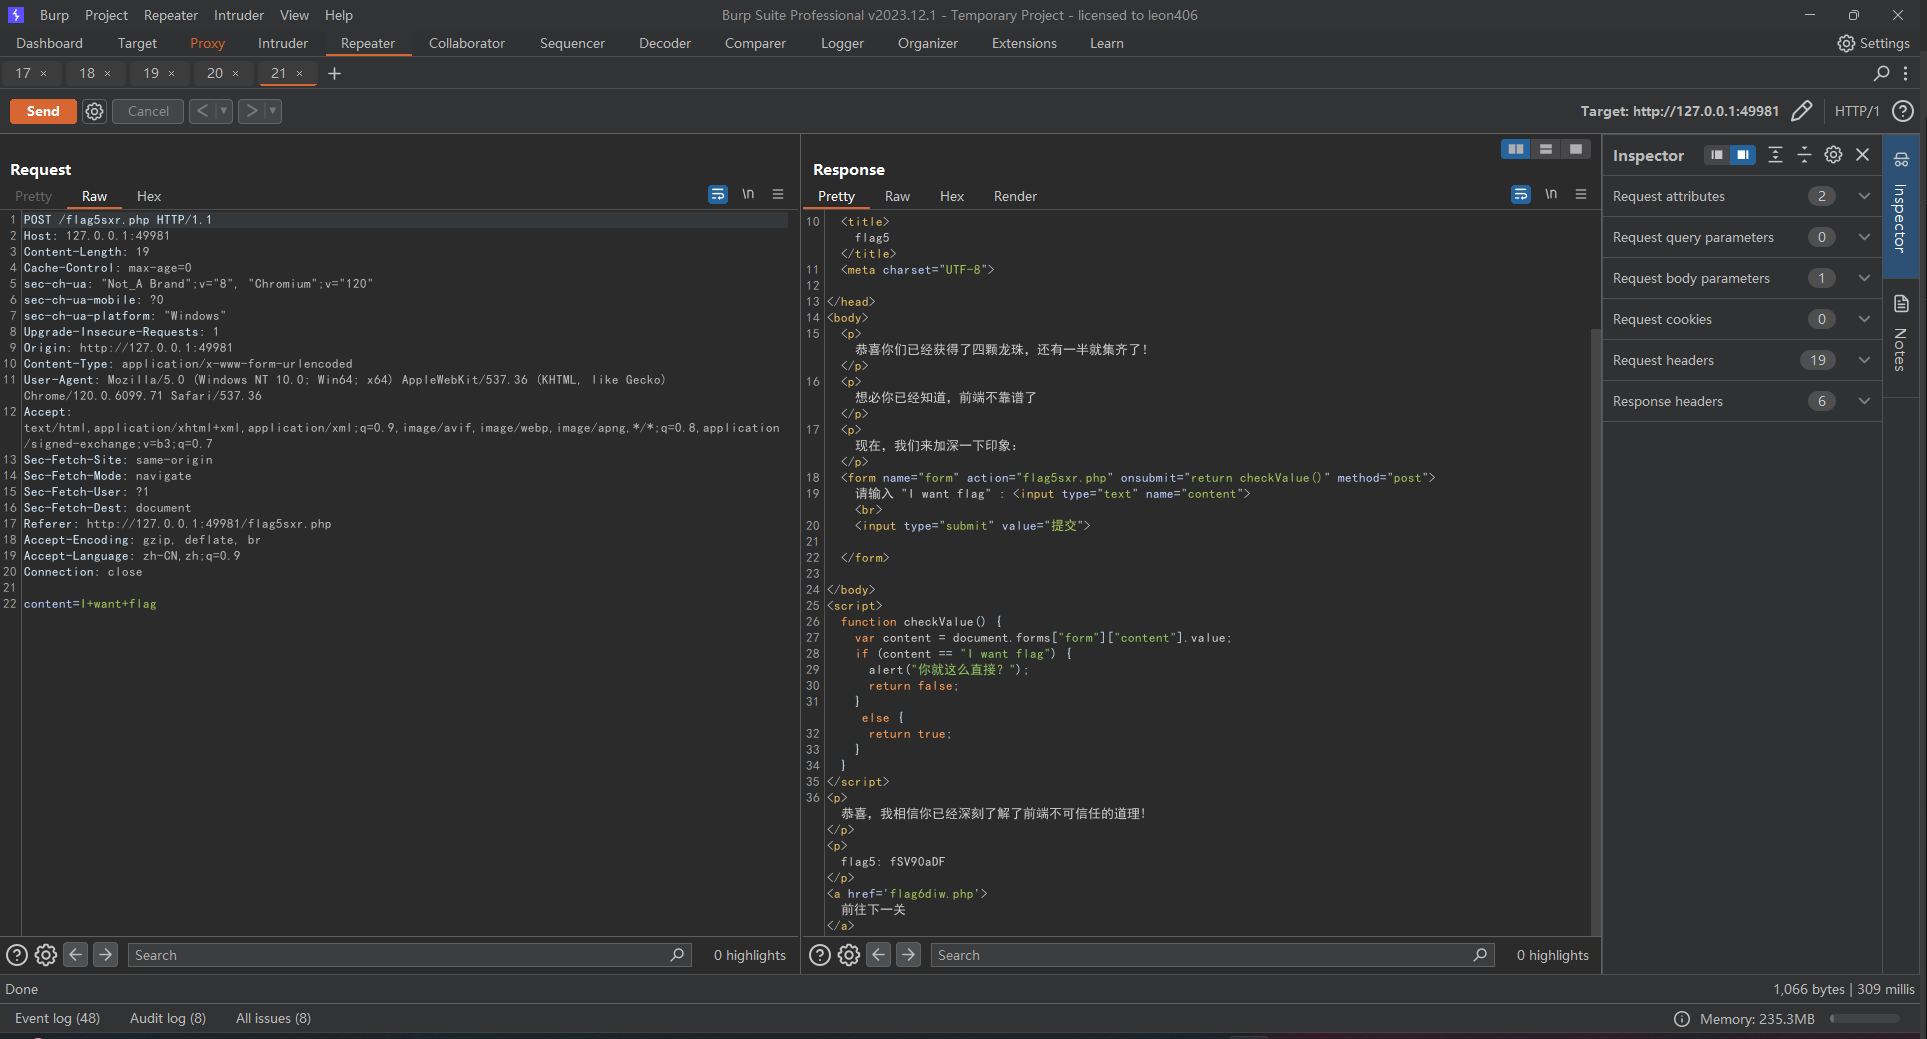 Burp Project Repeater Intruder View Help
Burp Suite Professional v2023.12.1 - Temporary Project - licensed to leon406
Dashboard Target Proxy Intruder Repeater Collaborator Sequencer Decoder Comparer Logger Organizer Extensions Learn
Settings
17 × 18 × 19 × 20 × 21 × +
Send Cancel < >
Target: http://127.0.0.1:49981 HTTP/1
Request
Pretty Raw Hex \n
1 POST /flag5sxr.php HTTP/1.1
2 Host: 127.0.0.1:49981
3 Content-Length: 19
4 Cache-Control: max-age=0
5 sec-ch-ua: "Not_A Brand";v="8", "Chromium";v="120"
6 sec-ch-ua-mobile: ?0
7 sec-ch-ua-platform: "Windows"
8 Upgrade-Insecure-Requests: 1
9 Origin: http://127.0.0.1:49981
10 Content-Type: application/x-www-form-urlencoded
11 User-Agent: Mozilla/5.0 (Windows NT 10.0; Win64; x64) AppleWebKit/537.36 (KHTML, like Gecko)
Chrome/120.0.6099.71 Safari/537.36
12 Accept:
text/html,application/xhtml+xml,application/xml;q=0.9,image/avif,image/webp,image/apng,*/*;q=0.8,application
/signed-exchange;v=b3;q=0.7
13 Sec-Fetch-Site: same-origin
14 Sec-Fetch-Mode: navigate
15 Sec-Fetch-User: ?1
16 Sec-Fetch-Dest: document
17 Referer: http://127.0.0.1:49981/flag5sxr.php
18 Accept-Encoding: gzip, deflate, br
19 Accept-Language: zh-CN,zh;q=0.9
20 Connection: close
21
22 content=I+want+flag
Search
0 highlights
Response
Pretty Raw Hex Render \n
10 <title>
flag5
</title>
11 <meta charset="UTF-8">
12
13 </head>
14 <body>
15 <p>
恭喜你们已经获得了四颗龙珠，还有一半就集齐了！
</p>
16 <p>
想必你已经知道，前端不靠谱了
</p>
17 <p>
现在，我们来加深一下印象：
</p>
18 <form name="form" action="flag5sxr.php" onsubmit="return checkValue()" method="post">
19 请输入 "I want flag" : <input type="text" name="content">
<br>
20 <input type="submit" value="提交">
21
22 </form>
23
24 </body>
25 <script>
26 function checkValue() {
27 var content = document.forms["form"]["content"].value;
28 if (content == "I want flag") {
29 alert("你就这么直接？");
30 return false;
31 }
else {
32 return true;
33 }
34 }
35 </script>
36 <p>
恭喜，我相信你已经深刻了解了前端不可信任的道理！
</p>
<p>
flag5: fSV9OaDF
</p>
<a href='flag6diw.php'>
前往下一关
</a>
Search
0 highlights
Inspector
Request attributes 2
Request query parameters 0
Request body parameters 1
Request cookies 0
Request headers 19
Response headers 6
Inspector
Notes
Done
1,066 bytes | 309 millis
Event log (48) Audit log (8) All issues (8)
Memory: 235.3MB